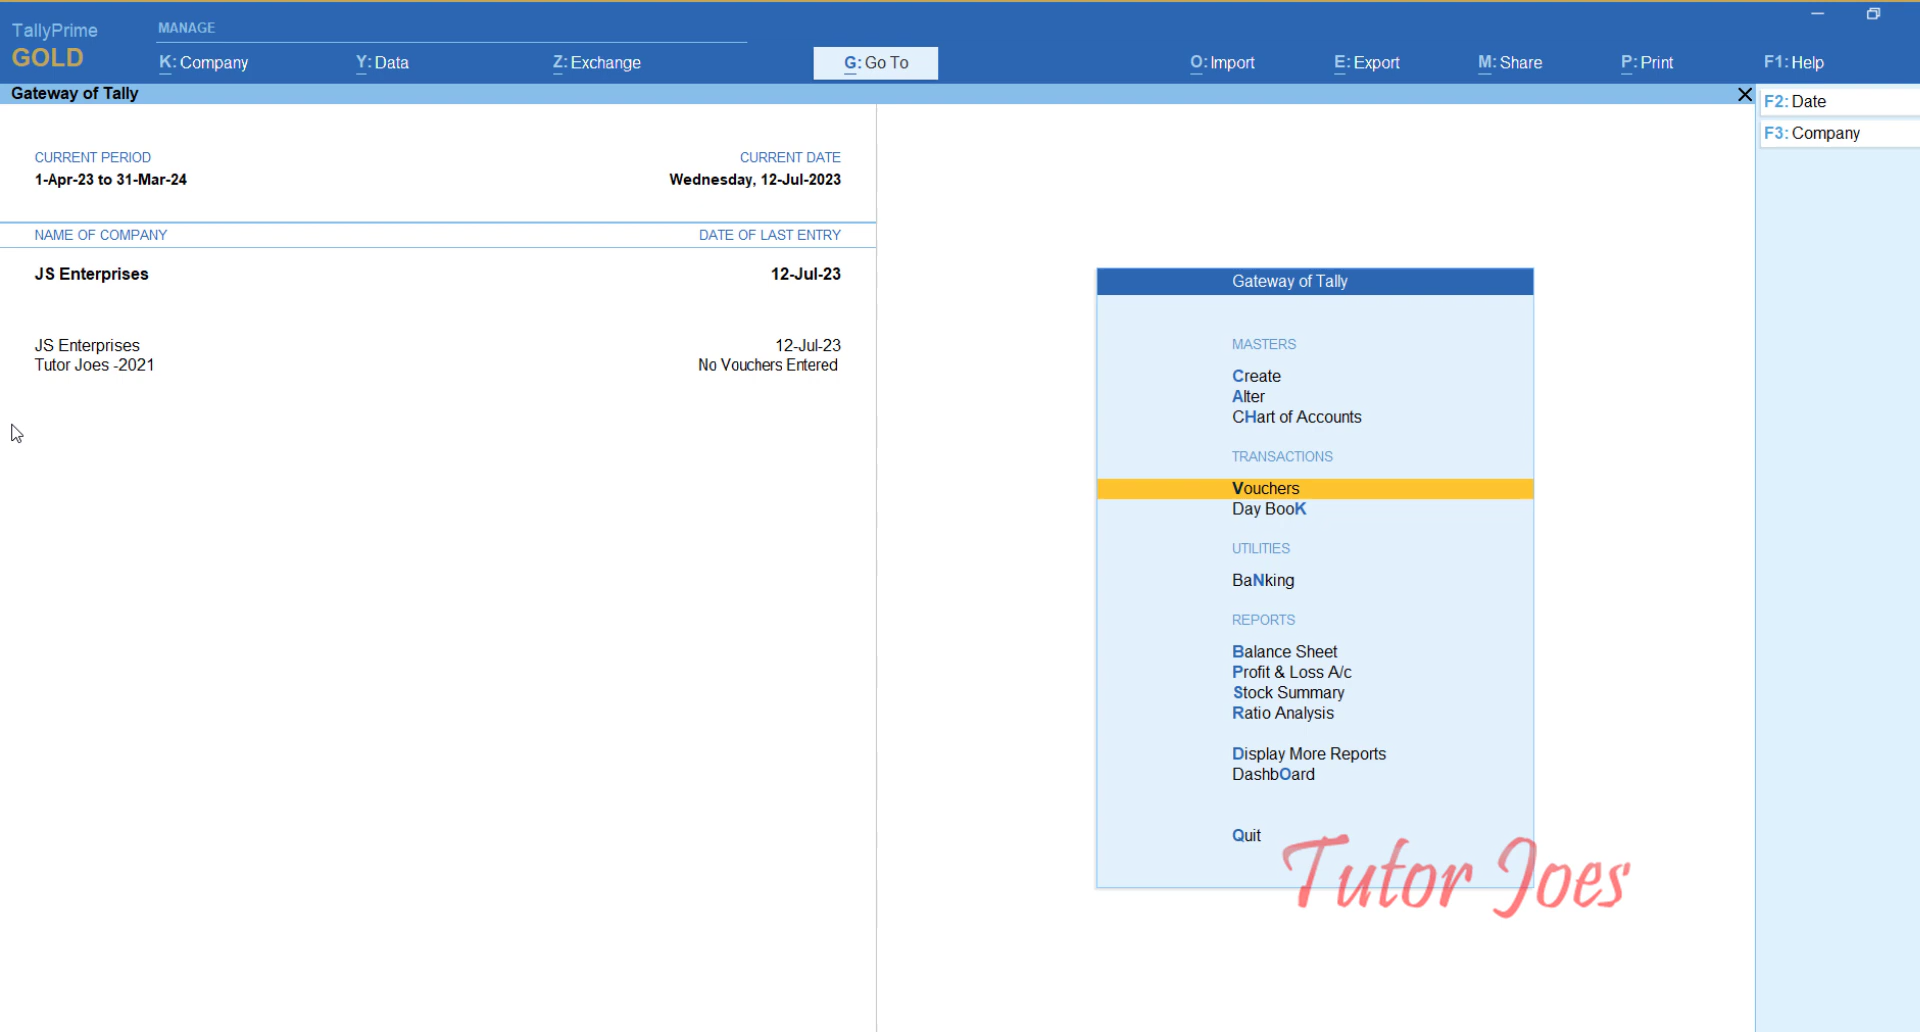 TallyPrime
GOLD
MANAGE
K: Company
Y: Data
Z: Exchange
G: Go To
O: Import
E: Export
M: Share
P: Print
F1: Help
Gateway of Tally
F2: Date
F3: Company
CURRENT PERIOD
CURRENT DATE
1-Apr-23 to 31-Mar-24
Wednesday, 12-Jul-2023
NAME OF COMPANY
DATE OF LAST ENTRY
JS Enterprises
12-Jul-23
JS Enterprises
12-Jul-23
Tutor Joes -2021
No Vouchers Entered
Gateway of Tally
MASTERS
Create
Alter
CHart of Accounts
TRANSACTIONS
Vouchers
Day BooK
UTILITIES
BaNking
REPORTS
Balance Sheet
Profit & Loss A/c
Stock Summary
Ratio Analysis
Display More Reports
DashbOard
Quit
Tutor Joes